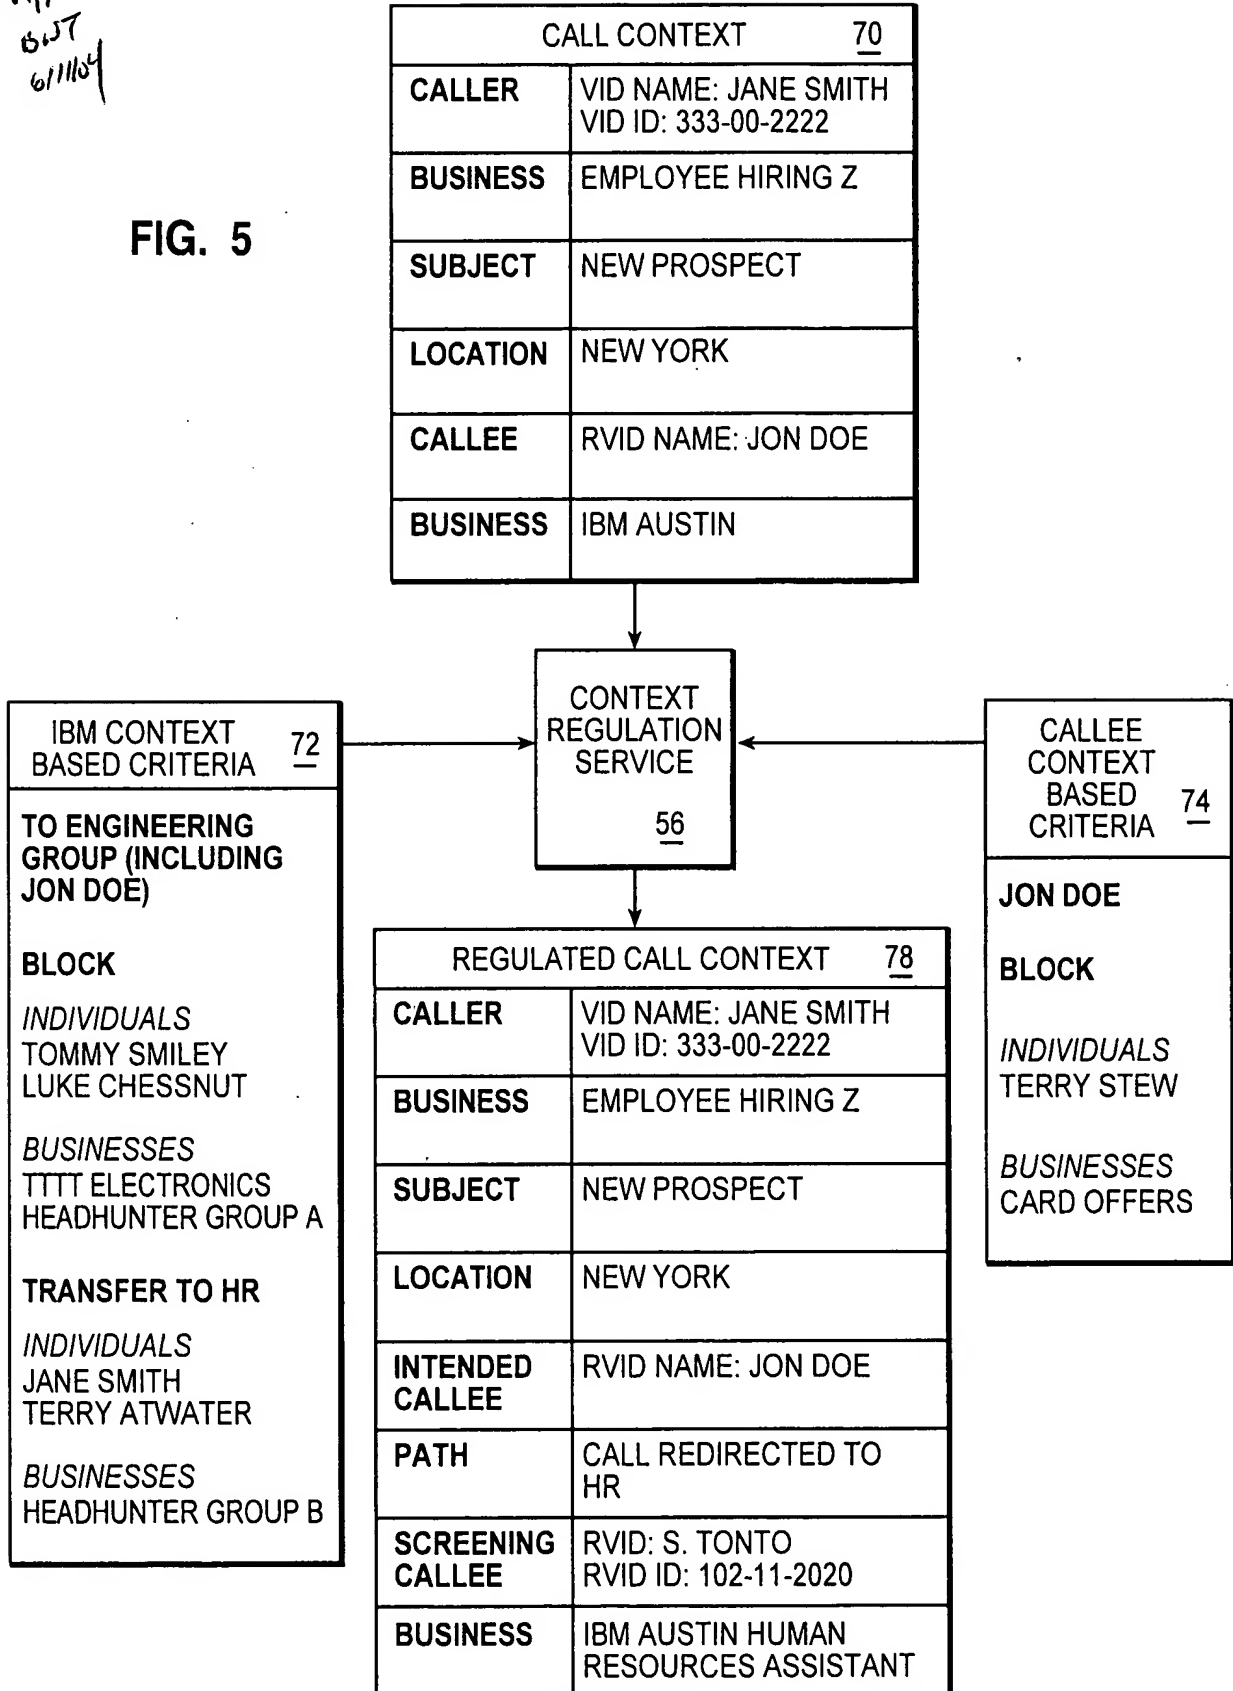 BWT
6/11/04
FIG. 5
CALL CONTEXT 70
CALLER VID NAME: JANE SMITH
VID ID: 333-00-2222
BUSINESS EMPLOYEE HIRING Z
SUBJECT NEW PROSPECT
LOCATION NEW YORK
CALLEE RVID NAME: JON DOE
BUSINESS IBM AUSTIN
CONTEXT
REGULATION
SERVICE
56
IBM CONTEXT
BASED CRITERIA 72
TO ENGINEERING
GROUP (INCLUDING
JON DOE)
BLOCK
INDIVIDUALS
TOMMY SMILEY
LUKE CHESSNUT
BUSINESSES
TTTT ELECTRONICS
HEADHUNTER GROUP A
TRANSFER TO HR
INDIVIDUALS
JANE SMITH
TERRY ATWATER
BUSINESSES
HEADHUNTER GROUP B
CALLEE
CONTEXT
BASED
CRITERIA 74
JON DOE
BLOCK
INDIVIDUALS
TERRY STEW
BUSINESSES
CARD OFFERS
REGULATED CALL CONTEXT 78
CALLER VID NAME: JANE SMITH
VID ID: 333-00-2222
BUSINESS EMPLOYEE HIRING Z
SUBJECT NEW PROSPECT
LOCATION NEW YORK
INTENDED RVID NAME: JON DOE
CALLEE
PATH CALL REDIRECTED TO
HR
SCREENING RVID: S. TONTO
CALLEE RVID ID: 102-11-2020
BUSINESS IBM AUSTIN HUMAN
RESOURCES ASSISTANT